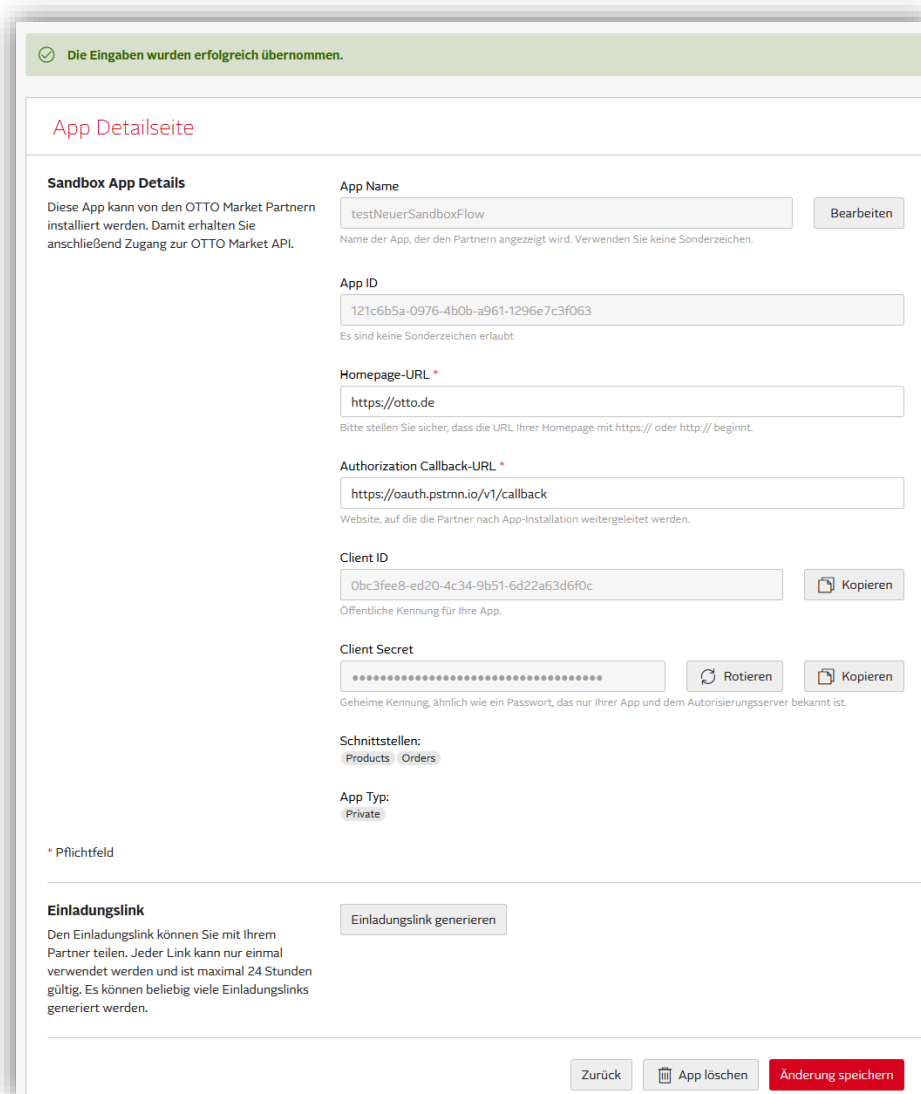 Die Eingaben wurden erfolgreich übernommen.
App Detailseite
Sandbox App Details
Diese App kann von den OTTO Market Partnern
installiert werden. Damit erhalten Sie
anschließend Zugang zur OTTO Market API.
App Name
testNeuerSandboxFlow
Bearbeiten
Name der App, der den Partnern angezeigt wird. Verwenden Sie keine Sonderzeichen.
App ID
121c6b5a-0976-4b0b-a961-1296e7c3f063
Es sind keine Sonderzeichen erlaubt
Homepage-URL *
https://otto.de
Bitte stellen Sie sicher, dass die URL Ihrer Homepage mit https:// oder http:// beginnt.
Authorization Callback-URL *
https://oauth.pstmn.io/v1/callback
Website, auf die die Partner nach App-Installation weitergeleitet werden.
Client ID
0bc3fee8-ed20-4c34-9b51-6d22a63d6f0c
Kopieren
Öffentliche Kennung für Ihre App.
Client Secret
••••••••••••••••••••••••••••••••••••
Rotieren
Kopieren
Geheime Kennung, ähnlich wie ein Passwort, das nur Ihrer App und dem Autorisierungsserver bekannt ist.
Schnittstellen:
Products Orders
App Typ:
Private
* Pflichtfeld
Einladungslink
Den Einladungslink können Sie mit Ihrem
Partner teilen. Jeder Link kann nur einmal
verwendet werden und ist maximal 24 Stunden
gültig. Es können beliebig viele Einladungslinks
generiert werden.
Einladungslink generieren
Zurück
App löschen
Änderung speichern